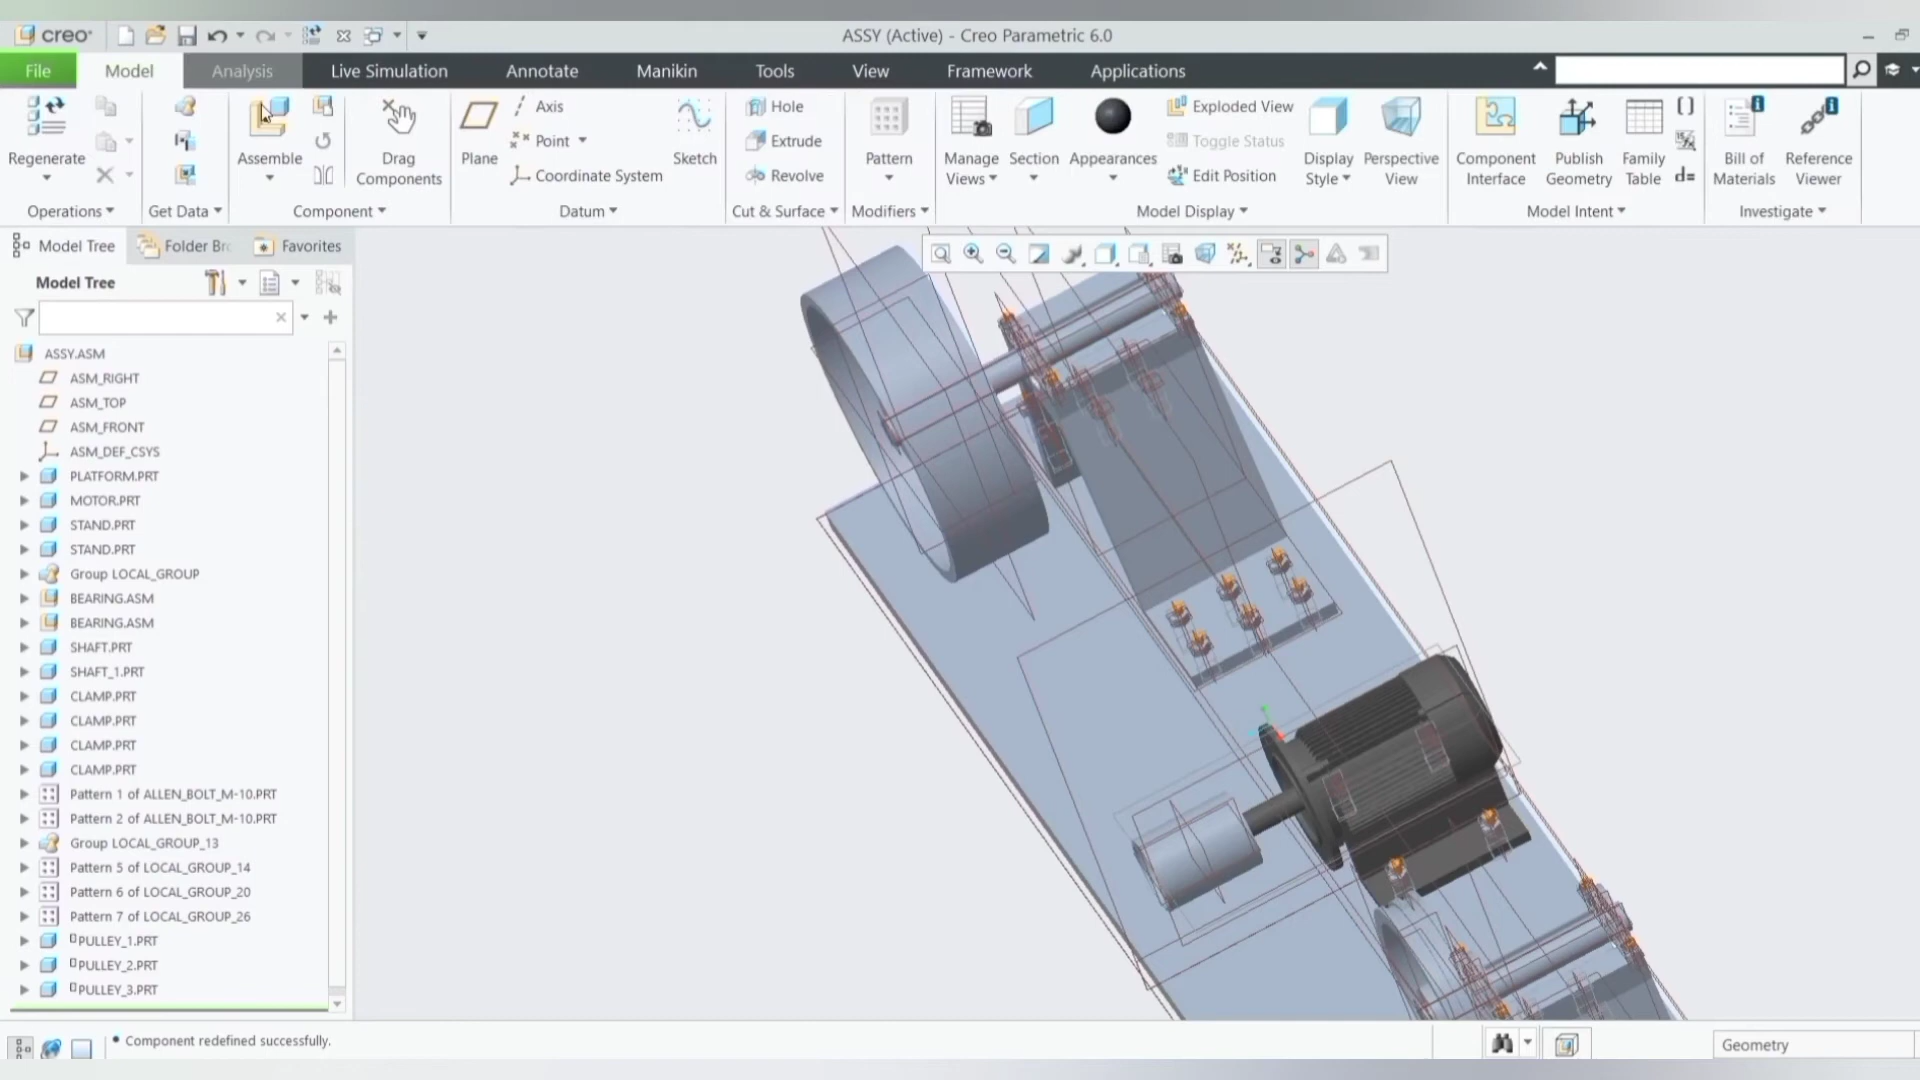 creo
ASSY (Active) - Creo Parametric 6.0
File Model Analysis Live Simulation Annotate Manikin Tools View Framework Applications
Regenerate
Operations
Get Data
Assemble
Drag Components
Component
Plane
Axis
Point
Coordinate System
Sketch
Datum
Hole
Extrude
Revolve
Cut & Surface
Pattern
Modifiers
Manage Views
Section
Appearances
Exploded View
Toggle Status
Edit Position
Display Style
Perspective View
Model Display
Component Interface
Publish Geometry
Family Table
d=
Model Intent
Bill of Materials
Reference Viewer
Investigate
Model Tree
Folder Brc
Favorites
Model Tree
ASSY.ASM
ASM_RIGHT
ASM_TOP
ASM_FRONT
ASM_DEF_CSYS
PLATFORM.PRT
MOTOR.PRT
STAND.PRT
STAND.PRT
Group LOCAL_GROUP
BEARING.ASM
BEARING.ASM
SHAFT.PRT
SHAFT_1.PRT
CLAMP.PRT
CLAMP.PRT
CLAMP.PRT
CLAMP.PRT
Pattern 1 of ALLEN_BOLT_M-10.PRT
Pattern 2 of ALLEN_BOLT_M-10.PRT
Group LOCAL_GROUP_13
Pattern 5 of LOCAL_GROUP_14
Pattern 6 of LOCAL_GROUP_20
Pattern 7 of LOCAL_GROUP_26
PULLEY_1.PRT
PULLEY_2.PRT
PULLEY_3.PRT
• Component redefined successfully.
Geometry